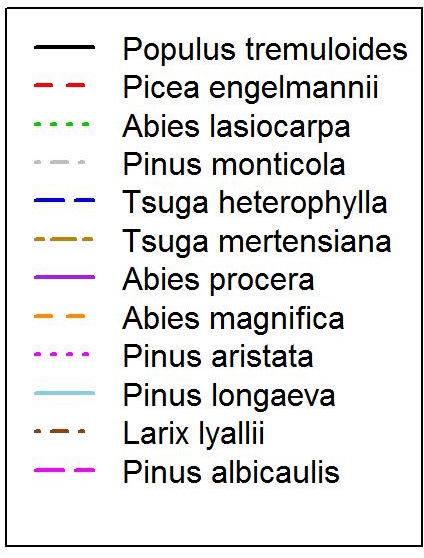 Populus tremuloides
Picea engelmannii
Abies lasiocarpa
Pinus monticola
Tsuga heterophylla
Tsuga mertensiana
Abies procera
Abies magnifica
Pinus aristata
Pinus longaeva
Larix lyallii
Pinus albicaulis